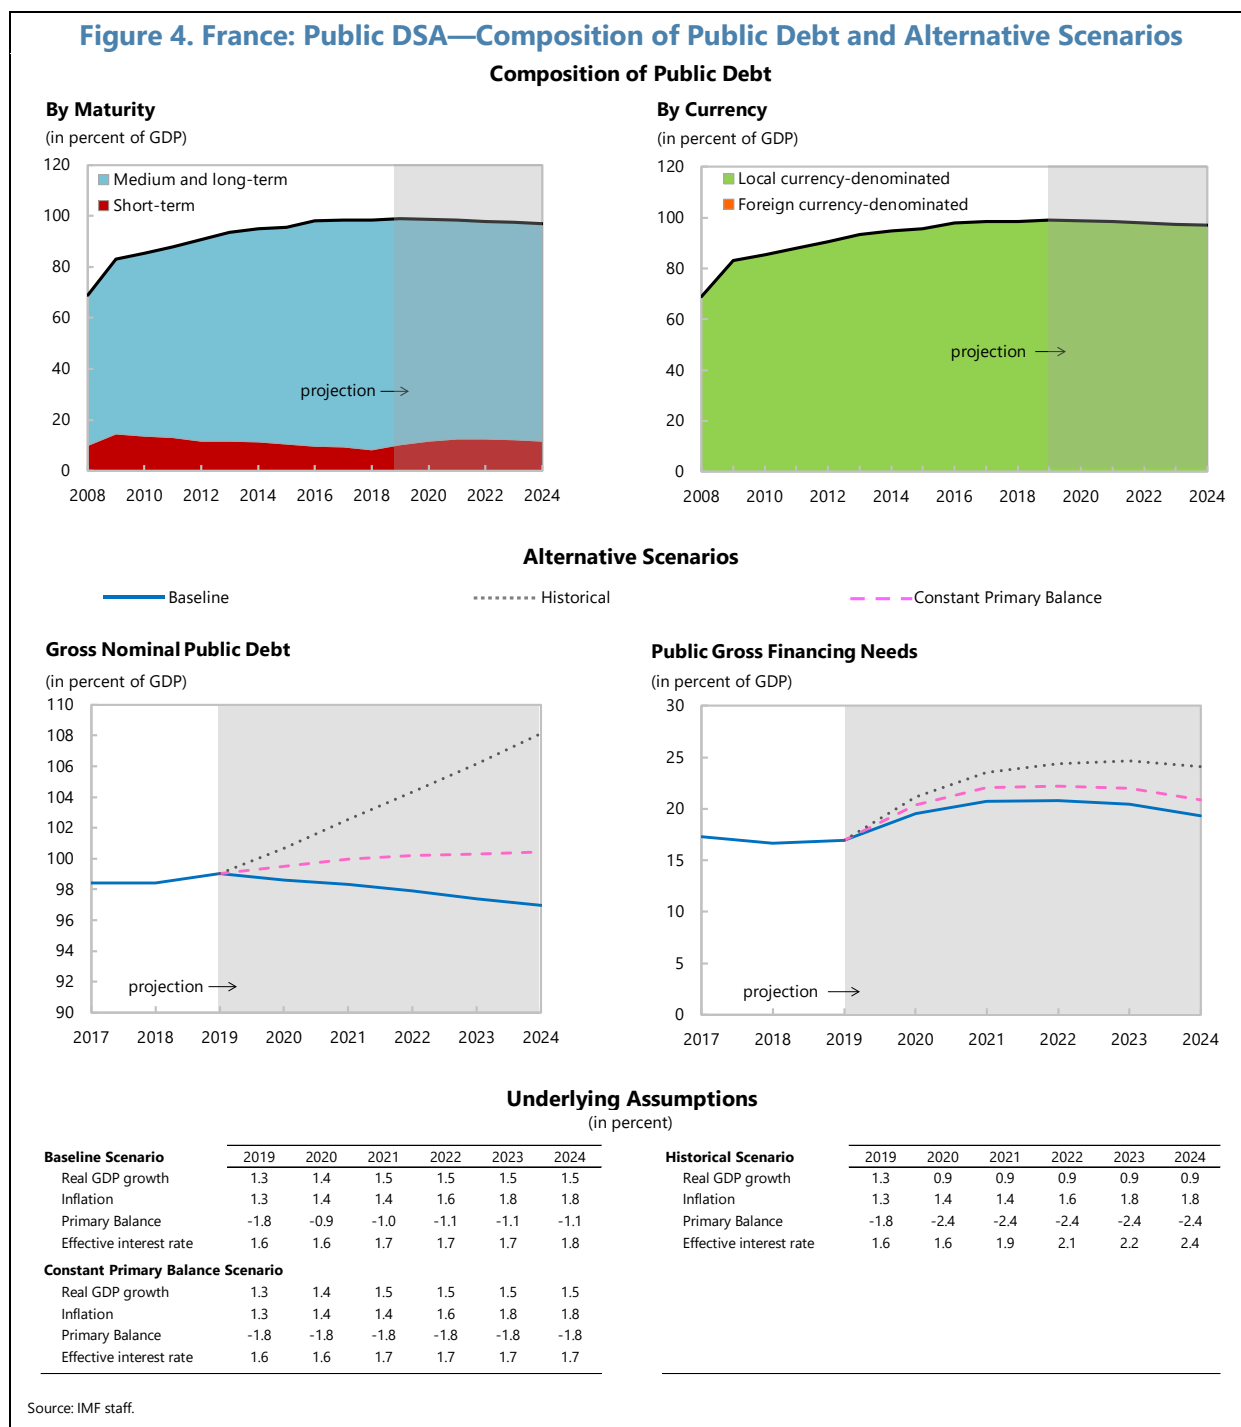 Figure 4. France: Public DSA—Composition of Public Debt and Alternative Scenarios
Composition of Public Debt
By Maturity
(in percent of GDP)
120
100
80
60
40
20
0
Medium and long-term
Short-term
projection
2008 2010 2012 2014 2016 2018 2020 2022 2024
By Currency
(in percent of GDP)
120
100
80
60
40
20
0
Local currency-denominated
Foreign currency-denominated
projection
2008 2010 2012 2014 2016 2018 2020 2022 2024
Alternative Scenarios
Baseline Historical Constant Primary Balance
Gross Nominal Public Debt
(in percent of GDP)
110
108
106
104
102
100
98
96
94
92
90
projection
2017 2018 2019 2020 2021 2022 2023 2024
Public Gross Financing Needs
(in percent of GDP)
30
25
20
15
10
5
0
projection
2017 2018 2019 2020 2021 2022 2023 2024
Underlying Assumptions
(in percent)
Baseline Scenario 2019 2020 2021 2022 2023 2024
Real GDP growth 1.3 1.4 1.5 1.5 1.5 1.5
Inflation 1.3 1.4 1.4 1.6 1.8 1.8
Primary Balance -1.8 -0.9 -1.0 -1.1 -1.1 -1.1
Effective interest rate 1.6 1.6 1.7 1.7 1.7 1.8
Constant Primary Balance Scenario
Real GDP growth 1.3 1.4 1.5 1.5 1.5 1.5
Inflation 1.3 1.4 1.4 1.6 1.8 1.8
Primary Balance -1.8 -1.8 -1.8 -1.8 -1.8 -1.8
Effective interest rate 1.6 1.6 1.7 1.7 1.7 1.7
Historical Scenario 2019 2020 2021 2022 2023 2024
Real GDP growth 1.3 0.9 0.9 0.9 0.9 0.9
Inflation 1.3 1.4 1.4 1.6 1.8 1.8
Primary Balance -1.8 -2.4 -2.4 -2.4 -2.4 -2.4
Effective interest rate 1.6 1.6 1.9 2.1 2.2 2.4
Source: IMF staff.